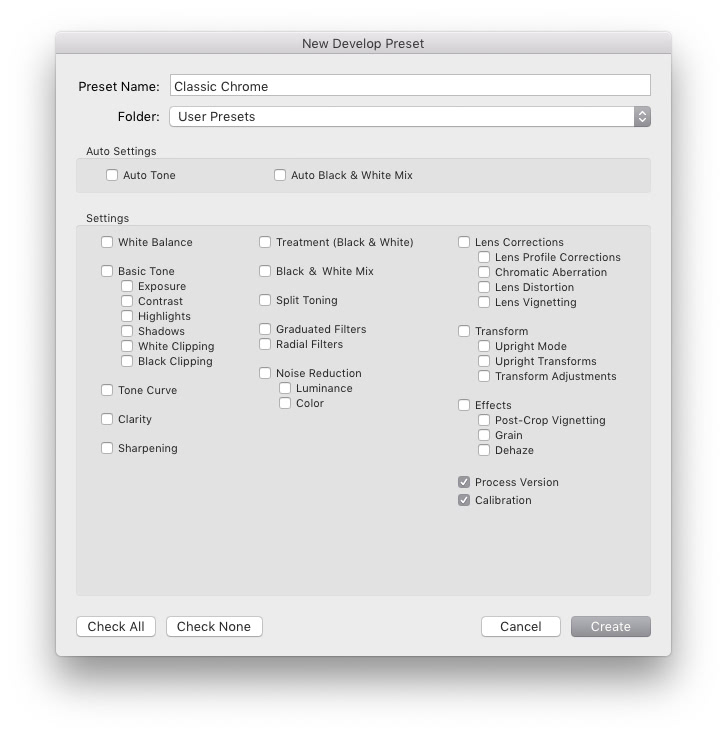 New Develop Preset
Preset Name: Classic Chrome
Folder: User Presets
Auto Settings
Auto Tone
Auto Black & White Mix
Settings
White Balance
Basic Tone
Exposure
Contrast
Highlights
Shadows
White Clipping
Black Clipping
Tone Curve
Clarity
Sharpening
Treatment (Black & White)
Black & White Mix
Split Toning
Graduated Filters
Radial Filters
Noise Reduction
Luminance
Color
Lens Corrections
Lens Profile Corrections
Chromatic Aberration
Lens Distortion
Lens Vignetting
Transform
Upright Mode
Upright Transforms
Transform Adjustments
Effects
Post-Crop Vignetting
Grain
Dehaze
Process Version
Calibration
Check All
Check None
Cancel
Create